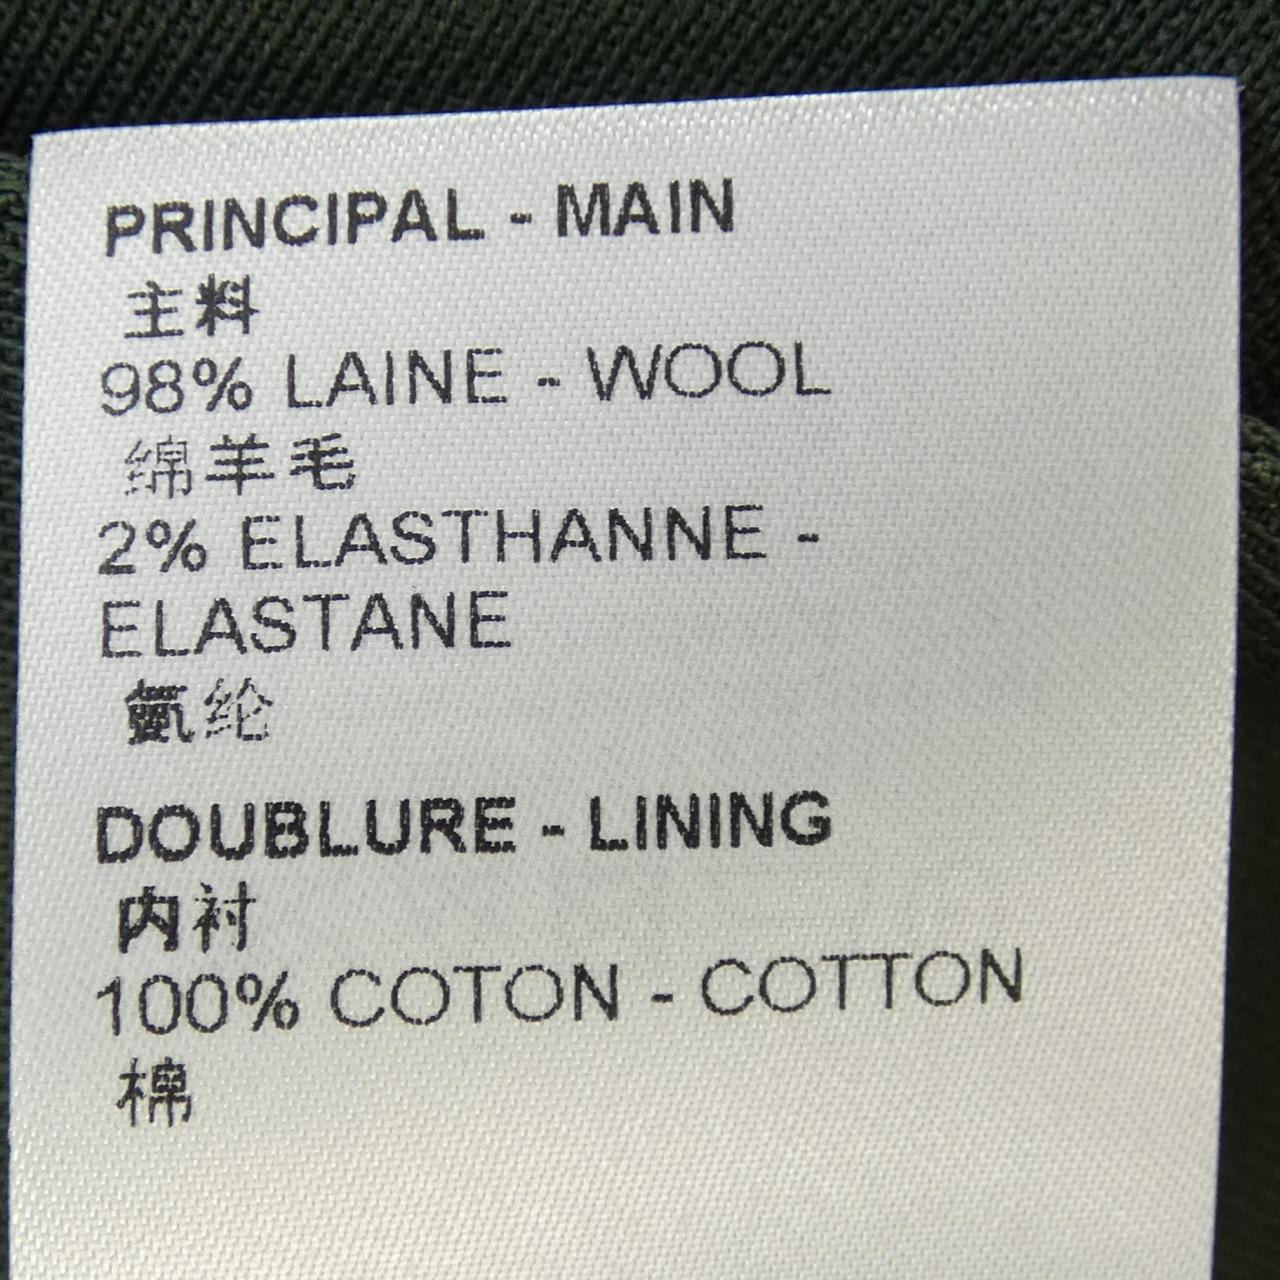 PRINCIPAL - MAIN
主料
98% LAINE - WOOL
绵羊毛
2% ELASTHANNE -
ELASTANE
氨纶
DOUBLURE - LINING
内衬
100% COTON - COTTON
棉